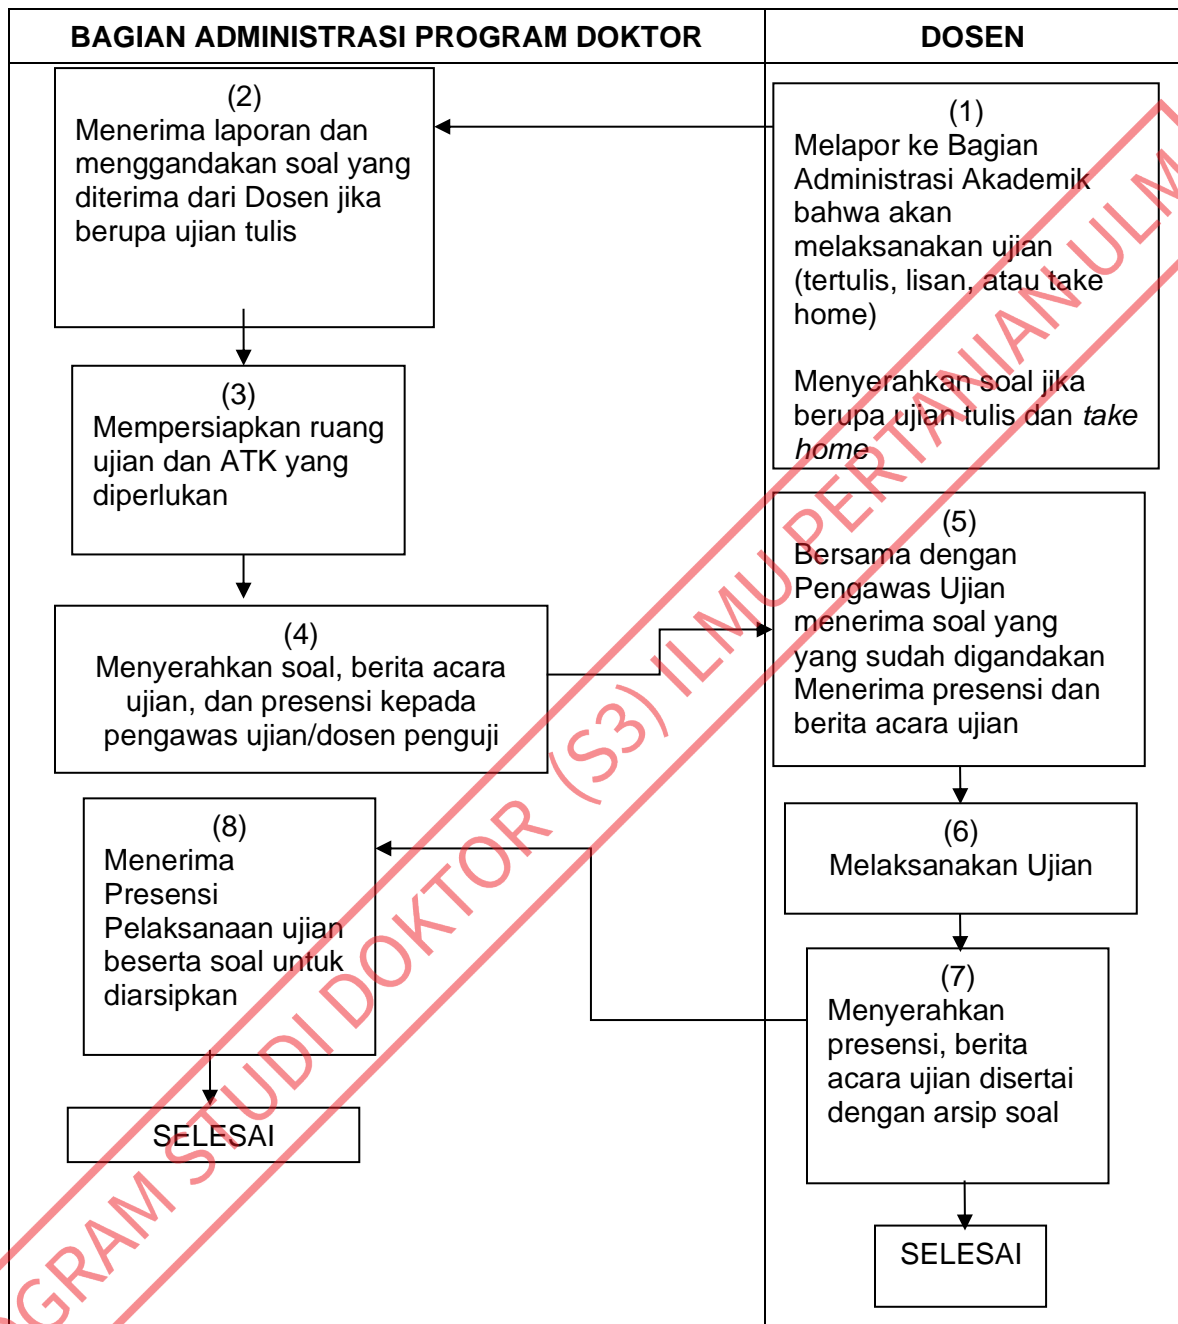 BAGIAN ADMINISTRASI PROGRAM DOKTOR
DOSEN
(2)
Menerima laporan dan
menggandakan soal yang
diterima dari Dosen jika
berupa ujian tulis
(1)
Melapor ke Bagian
Administrasi Akademik
bahwa akan
melaksanakan ujian
(tertulis, lisan, atau take
home)
Menyerahkan soal jika
berupa ujian tulis dan take
home
(3)
Mempersiapkan ruang
ujian dan ATK yang
diperlukan
(4)
Menyerahkan soal, berita acara
ujian, dan presensi kepada
pengawas ujian/dosen penguji
(5)
Bersama dengan
Pengawas Ujian
menerima soal yang
yang sudah digandakan
Menerima presensi dan
berita acara ujian
(6)
Melaksanakan Ujian
(7)
Menyerahkan
presensi, berita
acara ujian disertai
dengan arsip soal
(8)
Menerima
Presensi
Pelaksanaan ujian
beserta soal untuk
diarsipkan
SELESAI
SELESAI
OGRAM STUDI DOKTOR (S3) ILMU PERTANIAN ULM